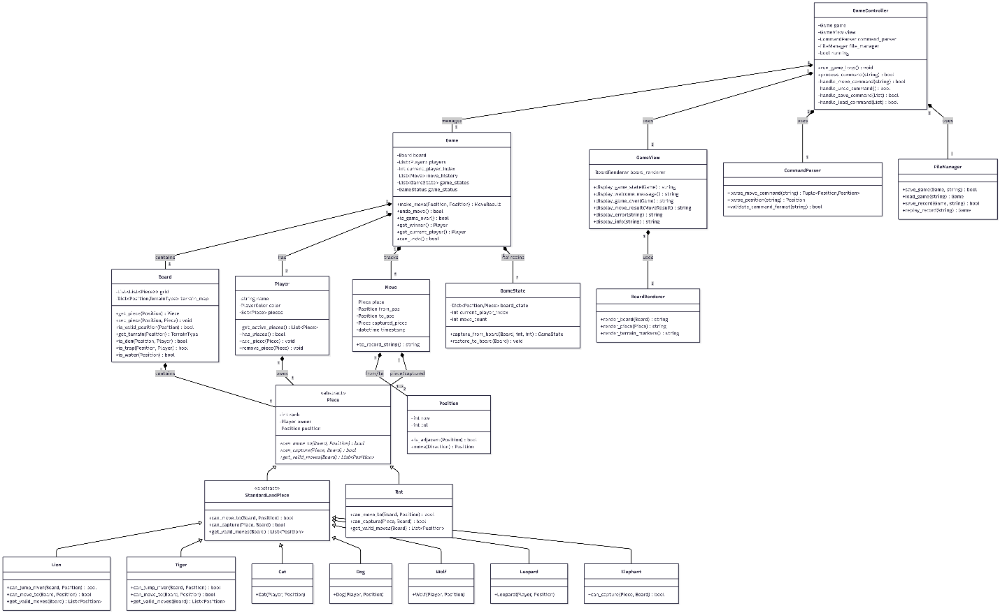 GameController
-Game game
-GameView view
-CommandParser command_parser
-FileManager file_manager
-bool running
+run_game_loop() : void
+process_command(string) : bool
-handle_move_command(string) : bool
-handle_undo_command() : bool
-handle_save_command(List) : bool
-handle_load_command(List) : bool
manages
uses
uses
uses
Game
-Board board
-List<Player> players
-int current_player_index
-List<Move> move_history
-List<GameState> game_states
-GameStatus game_status
+make_move(Position, Position) : MoveResult
+undo_move() : bool
+is_game_over() : bool
+get_winner() : Player
+get_current_player() : Player
+can_undo() : bool
GameView
-BoardRenderer board_renderer
+display_game_state(Game) : string
+display_welcome_message() : string
+display_game_over(Game) : string
+display_move_result(MoveResult) : string
+display_error(string) : string
+display_info(string) : string
CommandParser
+parse_move_command(string) : Tuple<Position,Position>
+parse_position(string) : Position
+validate_command_format(string) : bool
FileManager
+save_game(Game, string) : bool
+load_game(string) : Game
+save_record(Game, string) : bool
+replay_record(string) : Game
contains
has
tracks
maintains
uses
Board
-List<List<Piece>> grid
-Dict<Position,TerrainType> terrain_map
+get_piece(Position) : Piece
+set_piece(Position, Piece) : void
+is_valid_position(Position) : bool
+get_terrain(Position) : TerrainType
+is_den(Position, Player) : bool
+is_trap(Position, Player) : bool
+is_water(Position) : bool
Player
-string name
-PlayerColor color
-Set<Piece> pieces
+get_active_pieces() : List<Piece>
+has_pieces() : bool
+add_piece(Piece) : void
+remove_piece(Piece) : void
Move
-Piece piece
-Position from_pos
-Position to_pos
-Piece captured_piece
-datetime timestamp
+to_record_string() : string
GameState
-Dict<Position,Piece> board_state
-int current_player_index
-int move_count
+capture_from_board(Board, int, int) : GameState
+restore_to_board(Board) : void
BoardRenderer
+render_board(Board) : string
+render_piece(Piece) : string
+render_terrain_markers() : string
contains
owns
from/to
piece/captured
«abstract»
Piece
-int rank
-Player owner
-Position position
+can_move_to(Board, Position) : bool
+can_capture(Piece, Board) : bool
+get_valid_moves(Board) : List<Position>
Position
-int row
-int col
+is_adjacent(Position) : bool
+move(Direction) : Position
«abstract»
StandardLandPiece
+can_move_to(Board, Position) : bool
+can_capture(Piece, Board) : bool
+get_valid_moves(Board) : List<Position>
Rat
+can_move_to(Board, Position) : bool
+can_capture(Piece, Board) : bool
+get_valid_moves(Board) : List<Position>
Lion
+can_jump_river(Board, Position) : bool
+can_move_to(Board, Position) : bool
+get_valid_moves(Board) : List<Position>
Tiger
+can_jump_river(Board, Position) : bool
+can_move_to(Board, Position) : bool
+get_valid_moves(Board) : List<Position>
Cat
+Cat(Player, Position)
Dog
+Dog(Player, Position)
Wolf
+Wolf(Player, Position)
Leopard
+Leopard(Player, Position)
Elephant
+can_capture(Piece, Board) : bool